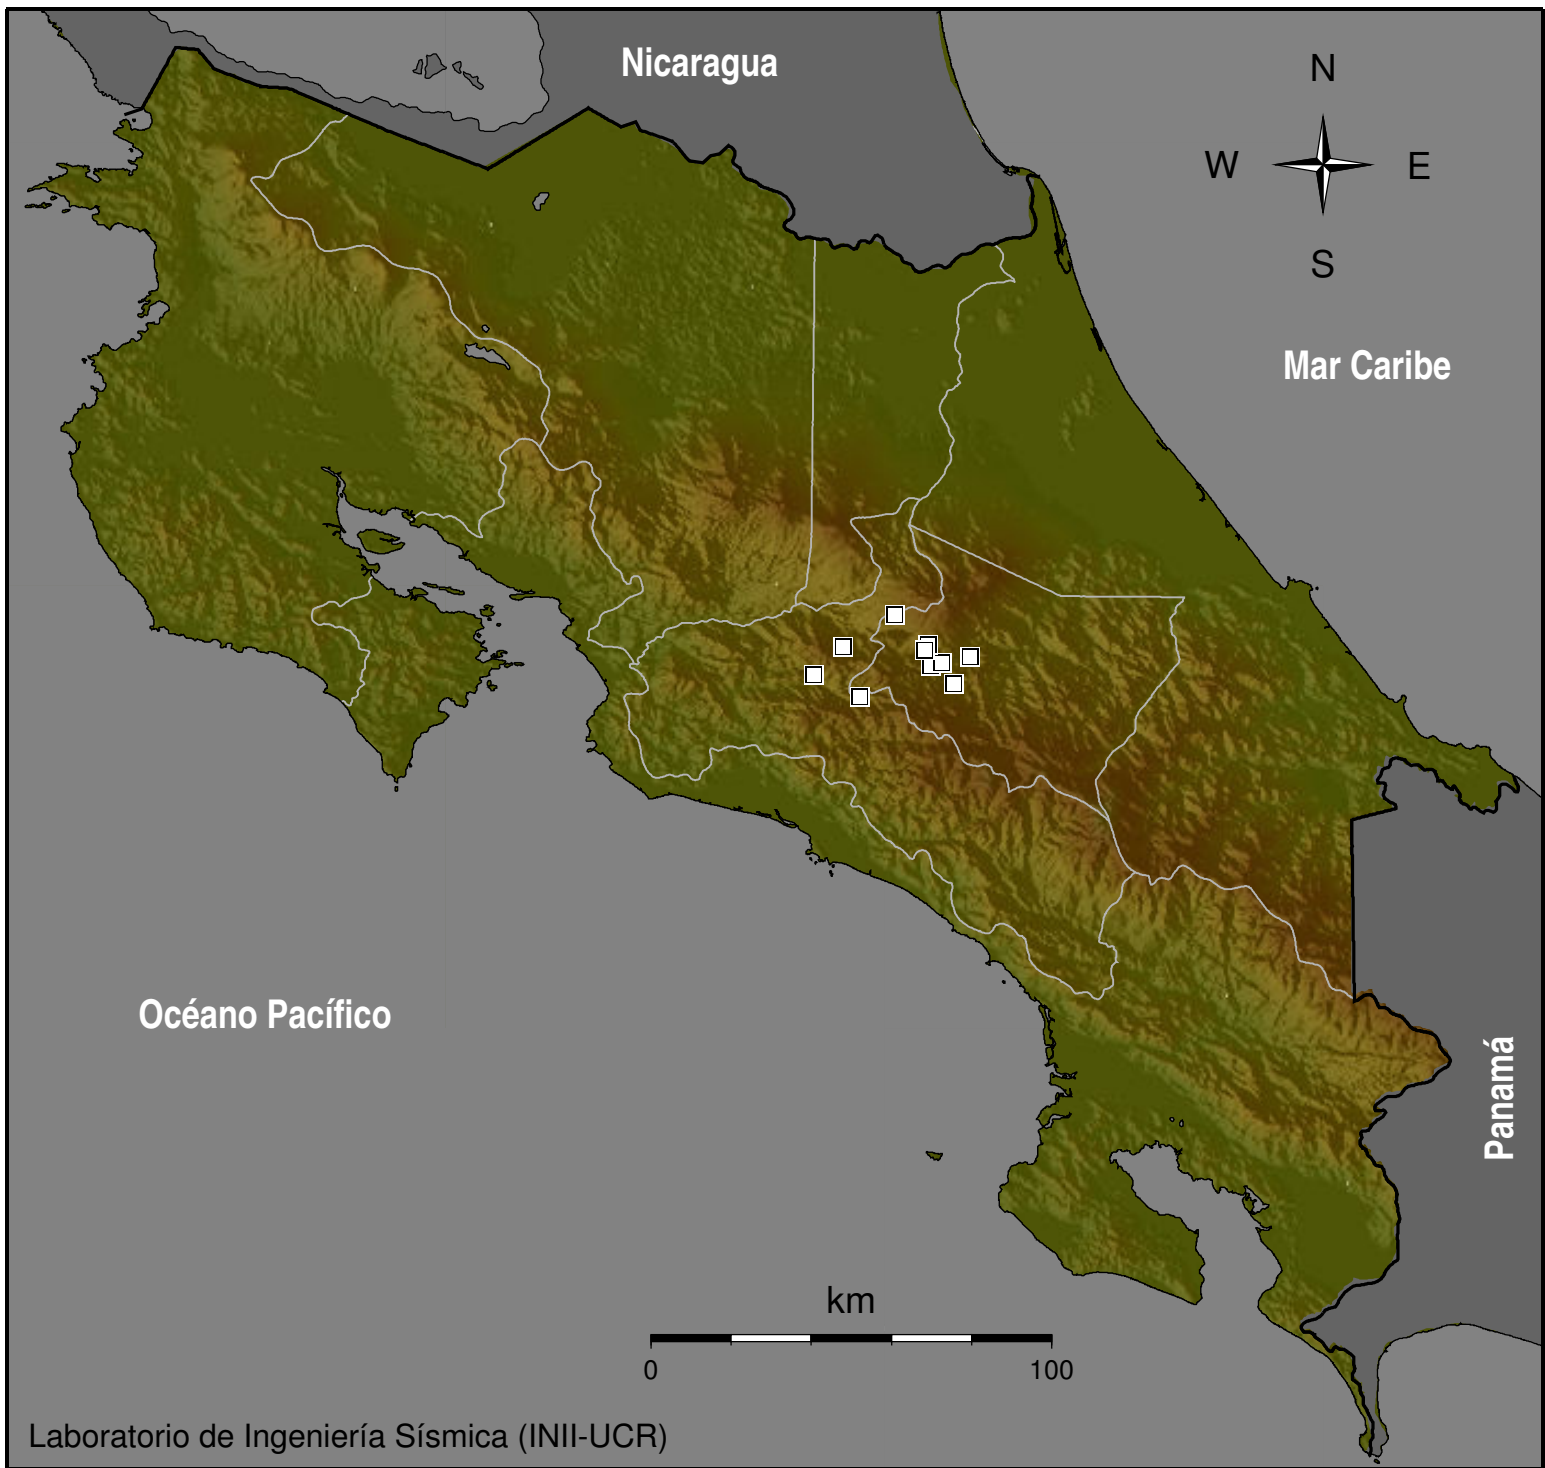 Nicaragua
N
W
E
S
Mar Caribe
Océano Pacífico
Panamá
km
0
100
Laboratorio de Ingeniería Sísmica (INII-UCR)